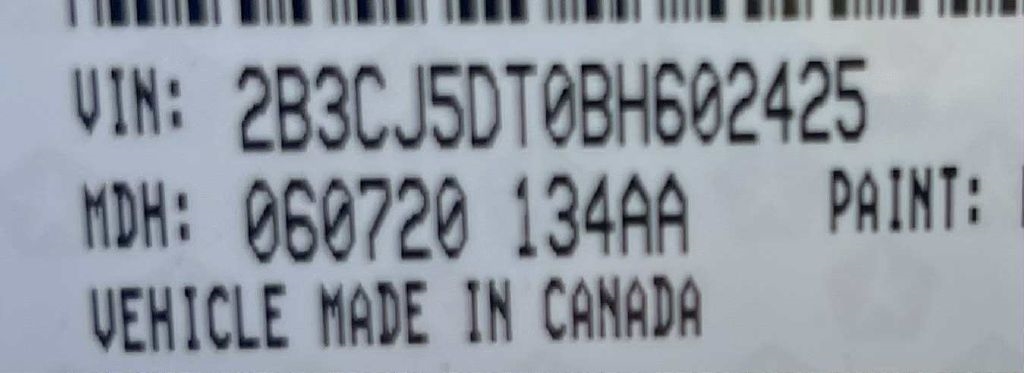 VIN: 2B3CJ5DT0BH602425
MDH: 060720 134AA PAINT:
VEHICLE MADE IN CANADA